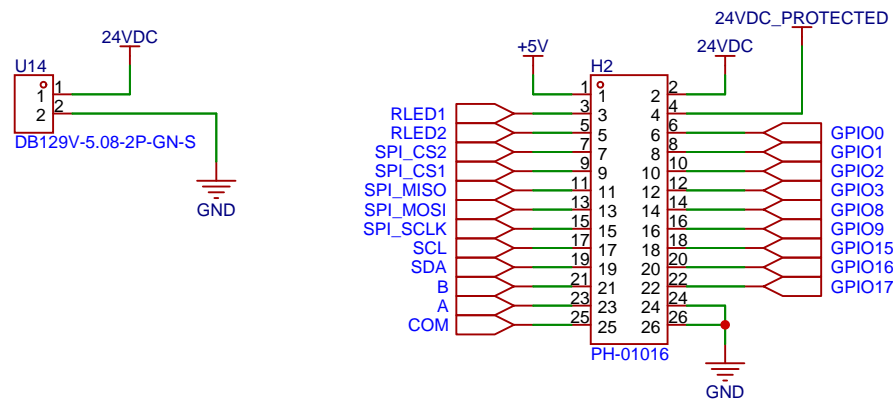 24VDC
U14
1 1
2 2
DB129V-5.08-2P-GN-S
GND
24VDC_PROTECTED
+5V 24VDC
H2
1 1 2 2
RLED1 3 3 4 4
RLED2 5 5 6 6 GPIO0
SPI_CS2 7 7 8 8 GPIO1
SPI_CS1 9 9 10 10 GPIO2
SPI_MISO 11 11 12 12 GPIO3
SPI_MOSI 13 13 14 14 GPIO8
SPI_SCLK 15 15 16 16 GPIO9
SCL 17 17 18 18 GPIO15
SDA 19 19 20 20 GPIO16
B 21 21 22 22 GPIO17
A 23 23 24 24
COM 25 25 26 26
PH-01016
GND